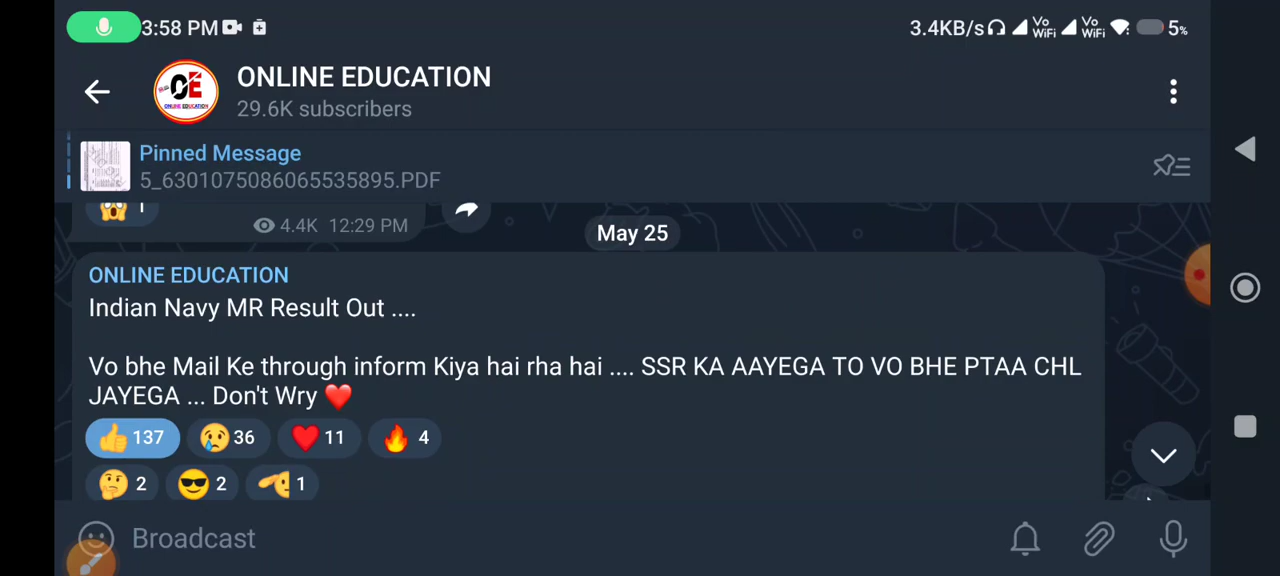 3:58 PM
3.4KB/s Vo WiFi Vo WiFi 5%
OE
ONLINE EDUCATION
ONLINE EDUCATION
29.6K subscribers
Pinned Message
5_6301075086065535895.PDF
1
4.4K 12:29 PM
May 25
ONLINE EDUCATION
Indian Navy MR Result Out ....
Vo bhe Mail Ke through inform Kiya hai rha hai .... SSR KA AAYEGA TO VO BHE PTAA CHL
JAYEGA ... Don't Wry ❤️
👍 137 😢 36 ❤️ 11 🔥 4
🤔 2 😎 2 🫡 1
Broadcast